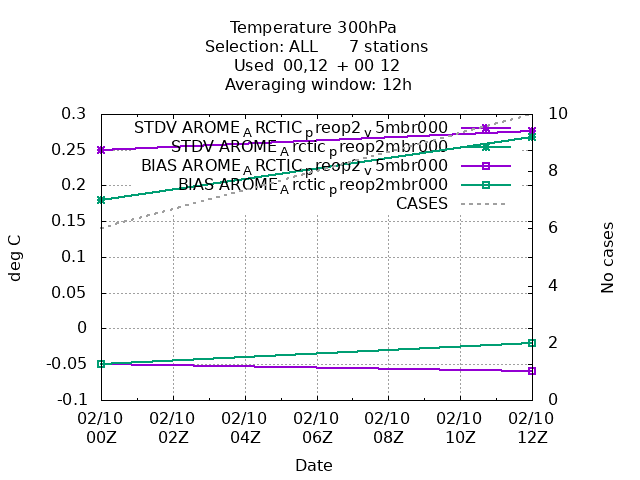 Temperature 300hPa
Selection: ALL 7 stations
Used 00,12 + 00 12
Averaging window: 12h
STDV AROME_ARCTIC_preop2_v5mbr000
STDV AROME_Arctic_preop2mbr000
BIAS AROME_ARCTIC_preop2_v5mbr000
BIAS AROME_Arctic_preop2mbr000
CASES
0.3
0.25
0.2
0.15
0.1
0.05
0
-0.05
-0.1
deg C
10
8
6
4
2
0
No cases
02/10 02/10 02/10 02/10 02/10 02/10 02/10
00Z 02Z 04Z 06Z 08Z 10Z 12Z
Date